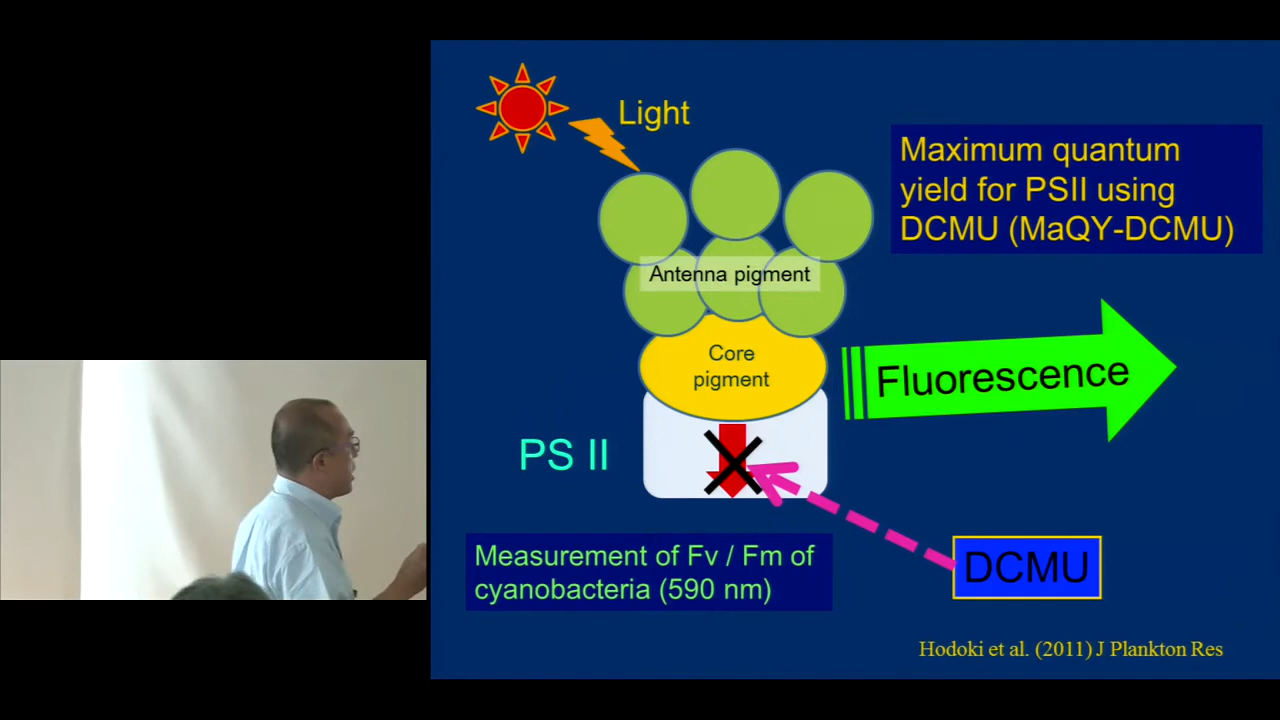 Light
Maximum quantum
yield for PSII using
DCMU (MaQY-DCMU)
Antenna pigment
Core
pigment
Fluorescence
PS II
Measurement of Fv / Fm of
cyanobacteria (590 nm)
DCMU
Hodoki et al. (2011) J Plankton Res